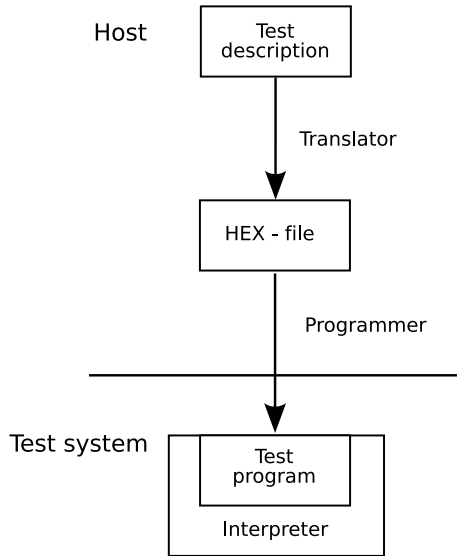 Host
Test
description
Translator
HEX - file
Programmer
Test system
Test
program
Interpreter